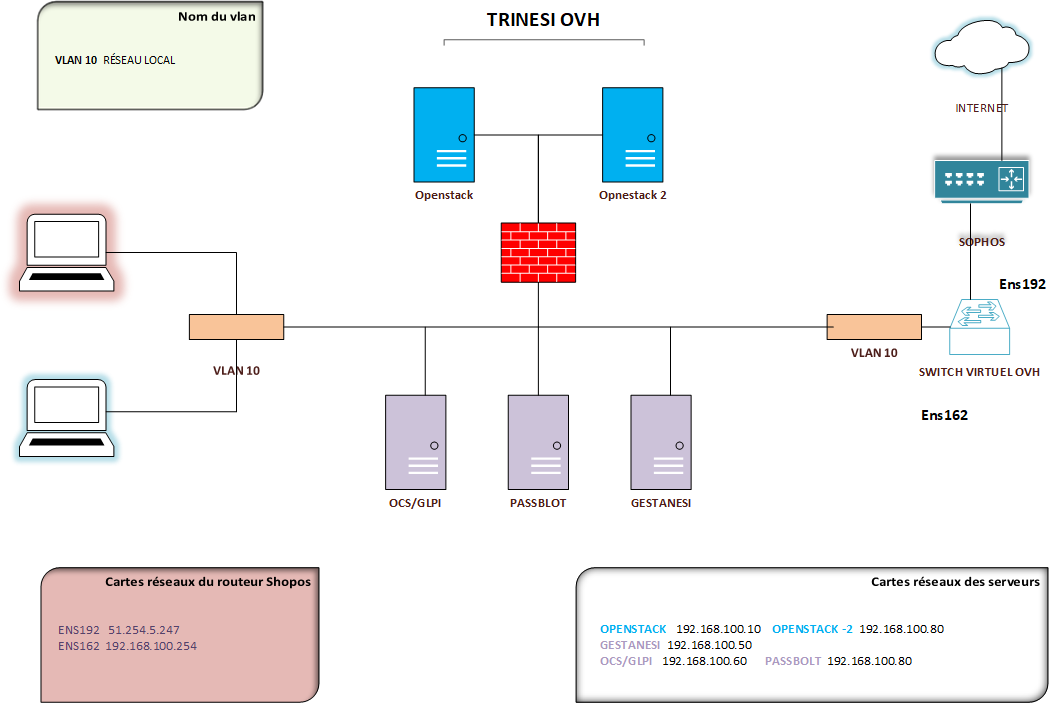 Nom du vlan
VLAN 10 RÉSEAU LOCAL
TRINESI OVH
INTERNET
Openstack
Opnestack 2
SOPHOS
Ens192
VLAN 10
VLAN 10
SWITCH VIRTUEL OVH
Ens162
OCS/GLPI
PASSBLOT
GESTANESI
Cartes réseaux du routeur Shopos
ENS192 51.254.5.247
ENS162 192.168.100.254
Cartes réseaux des serveurs
OPENSTACK 192.168.100.10 OPENSTACK -2 192.168.100.80
GESTANESI 192.168.100.50
OCS/GLPI 192.168.100.60 PASSBOLT 192.168.100.80